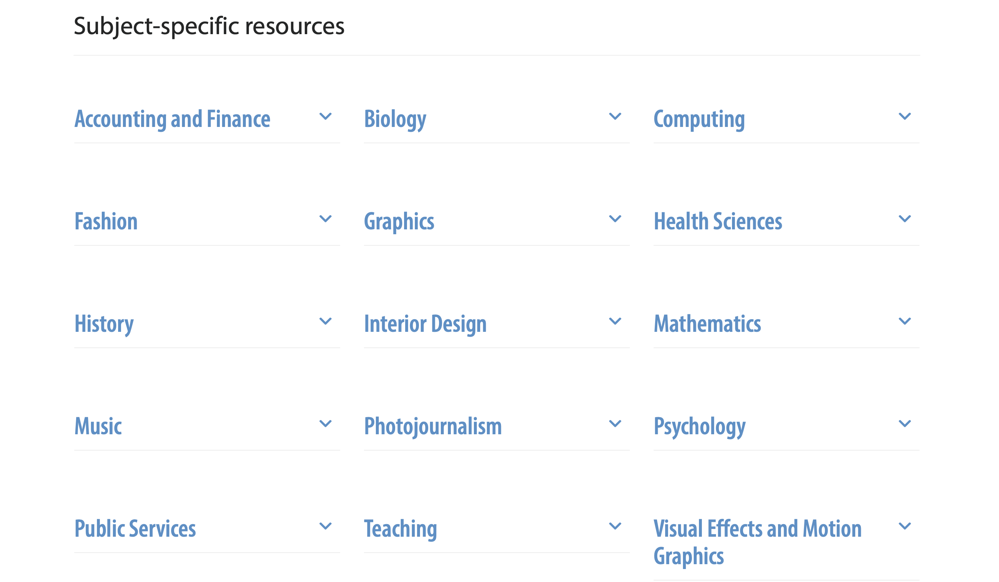 Subject-specific resources
Accounting and Finance
Biology
Computing
Fashion
Graphics
Health Sciences
History
Interior Design
Mathematics
Music
Photojournalism
Psychology
Public Services
Teaching
Visual Effects and Motion
Graphics